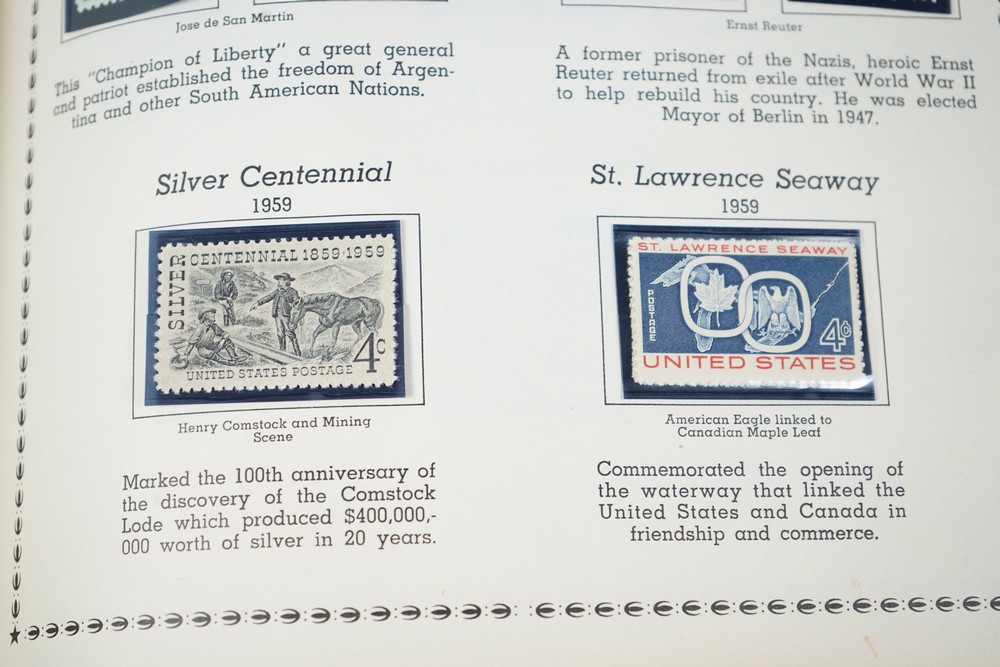 Jose de San Martin
This "Champion of Liberty" a great general
and patriot established the freedom of Argen-
tina and other South American Nations.
Ernst Reuter
A former prisoner of the Nazis, heroic Ernst
Reuter returned from exile after World War II
to help rebuild his country. He was elected
Mayor of Berlin in 1947.
Silver Centennial
1959
SILVER
CENTENNIAL 1859·1959
4c
UNITED STATES POSTAGE
Henry Comstock and Mining
Scene
Marked the 100th anniversary of
the discovery of the Comstock
Lode which produced $400,000,-
000 worth of silver in 20 years.
St. Lawrence Seaway
1959
ST. LAWRENCE SEAWAY
POSTAGE
4¢
UNITED STATES
American Eagle linked to
Canadian Maple Leaf
Commemorated the opening of
the waterway that linked the
United States and Canada in
friendship and commerce.